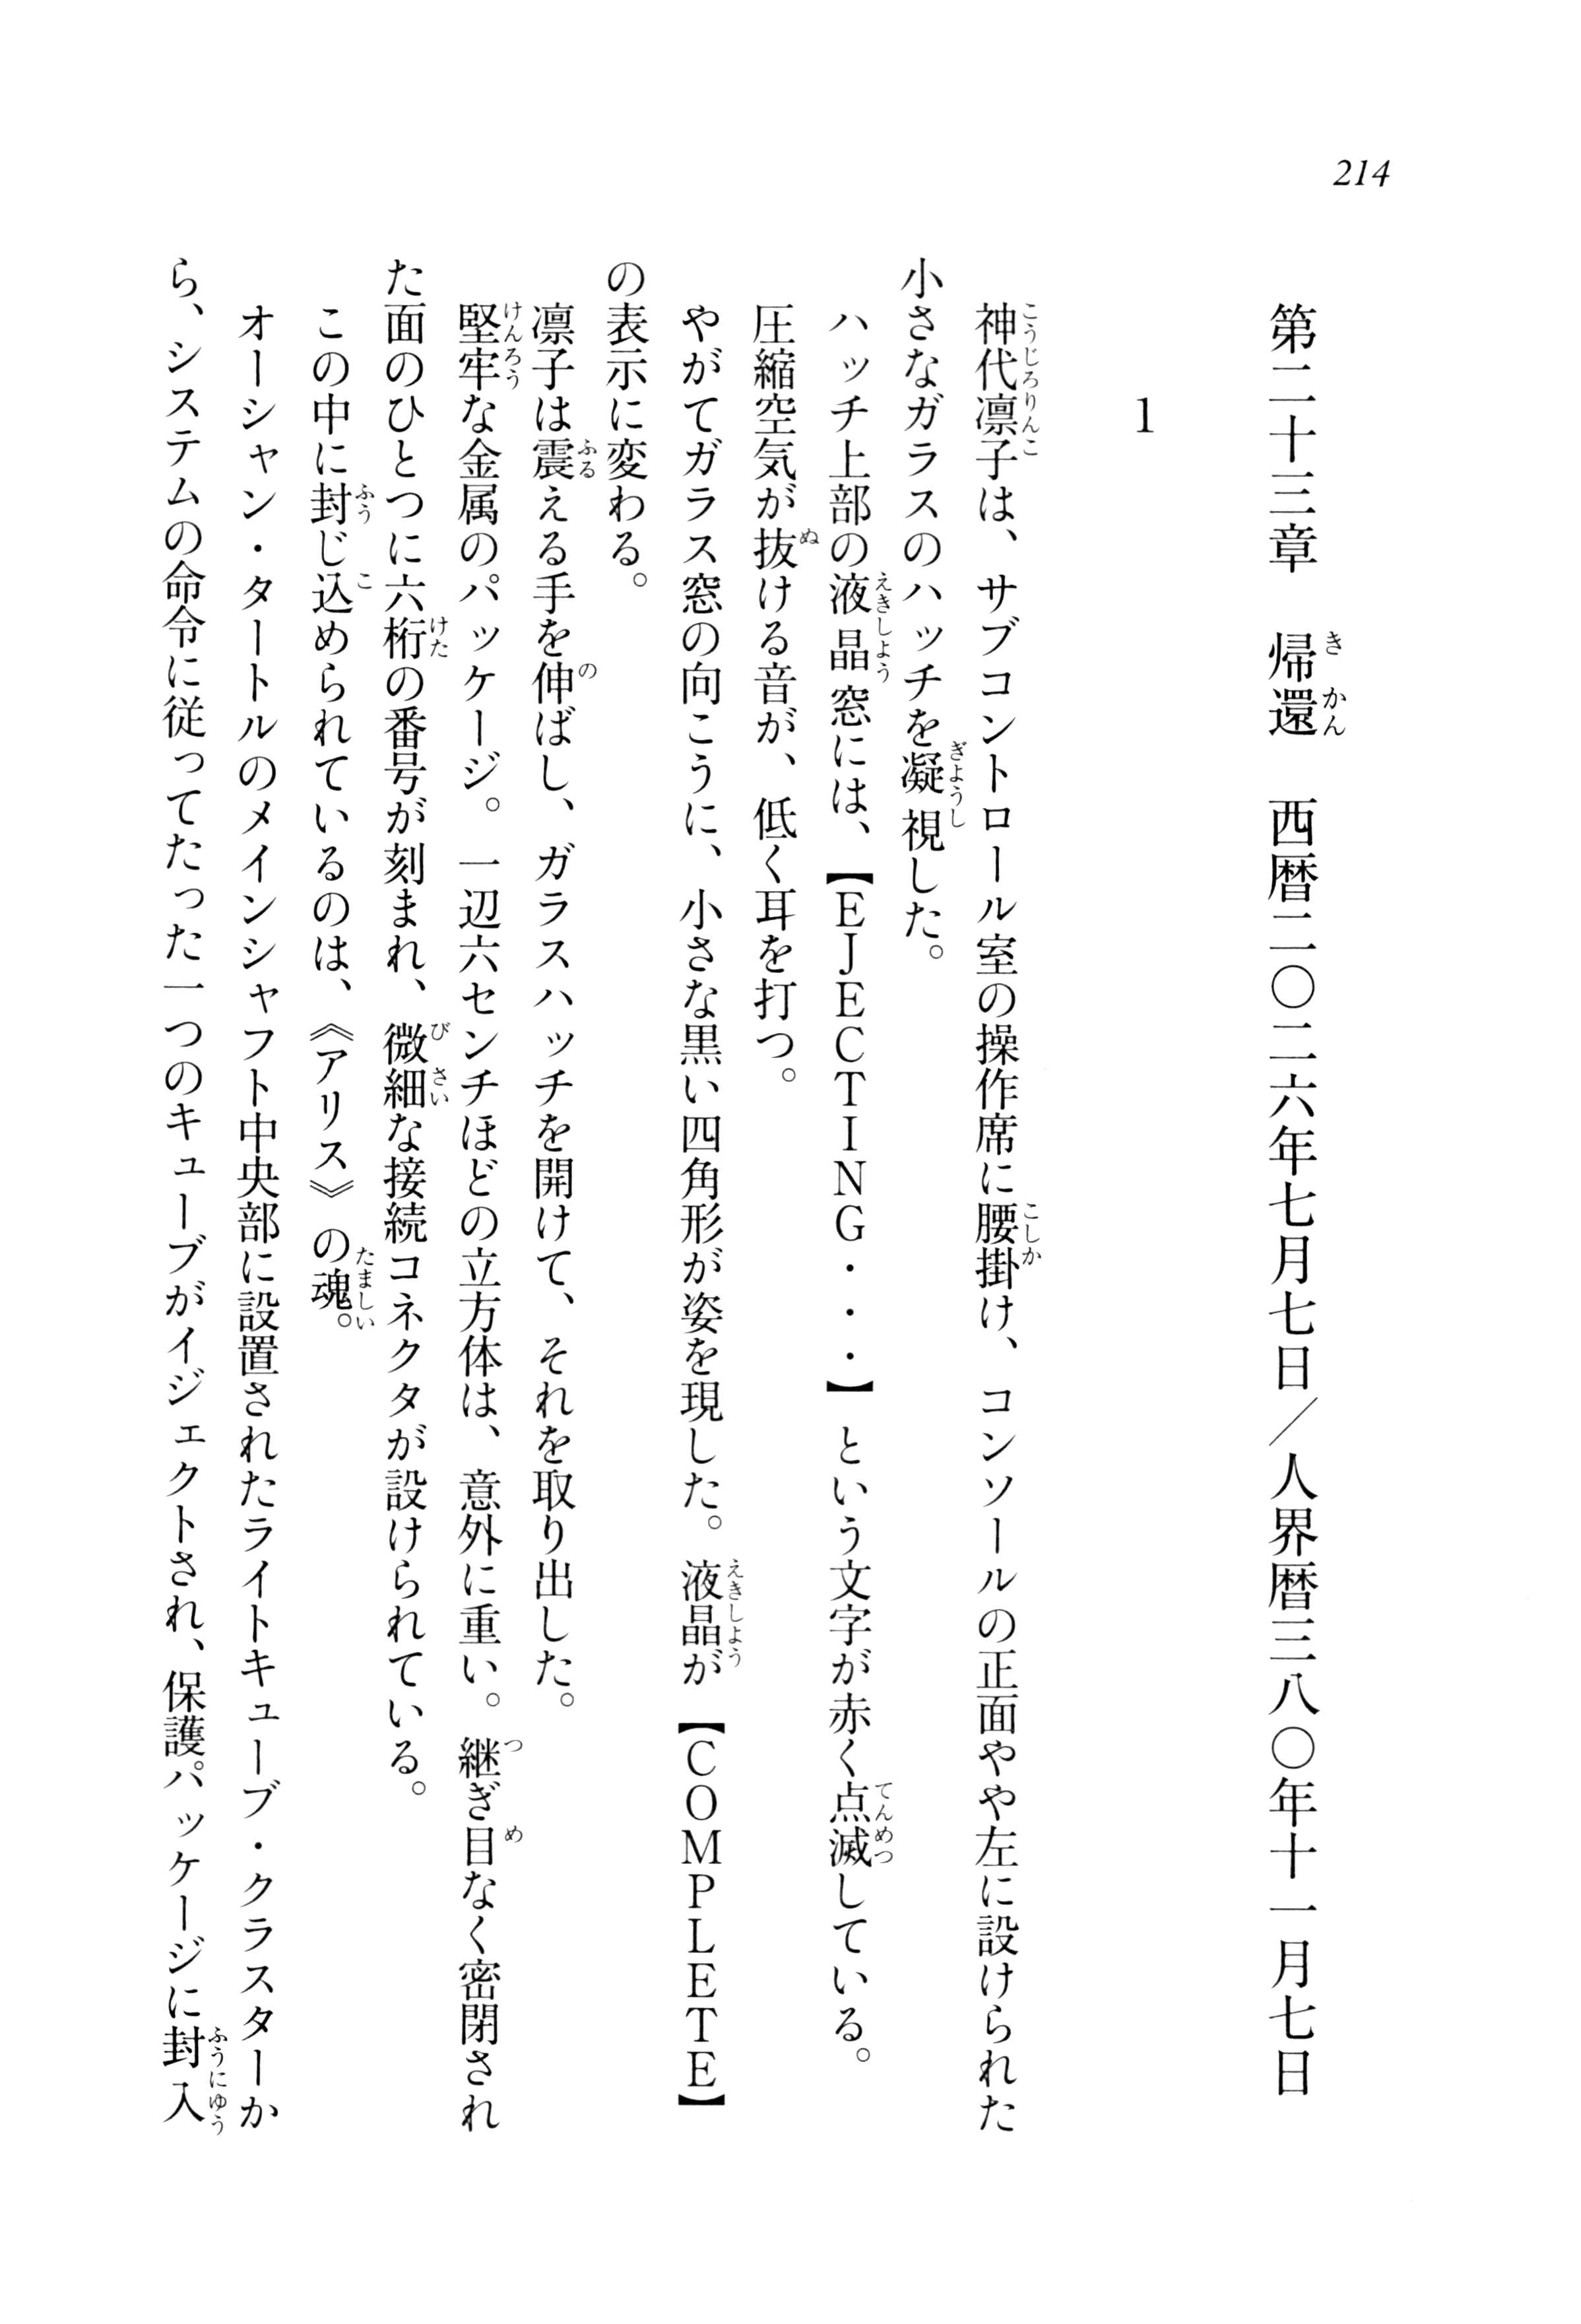 214
第二十三章　帰還　西暦二〇二六年七月七日／人界暦三八〇年十一月七日
1
神代凛子は、サブコントロール室の操作席に腰掛け、コンソールの正面やや左に設けられた
小さなガラスのハッチを凝視した。
ハッチ上部の液晶窓には、【EJECTING・・・】という文字が赤く点滅している。
圧縮空気が抜ける音が、低く耳を打つ。
やがてガラス窓の向こうに、小さな黒い四角形が姿を現した。液晶が【COMPLETE】
の表示に変わる。
凛子は震える手を伸ばし、ガラスハッチを開けて、それを取り出した。
堅牢な金属のパッケージ。一辺六センチほどの立方体は、意外に重い。継ぎ目なく密閉され
た面のひとつに六桁の番号が刻まれ、微細な接続コネクタが設けられている。
この中に封じ込められているのは、《アリス》の魂。
オーシャン・タートルのメインシャフト中央部に設置されたライトキューブ・クラスターか
ら、システムの命令に従ってたった一つのキューブがイジェクトされ、保護パッケージに封入